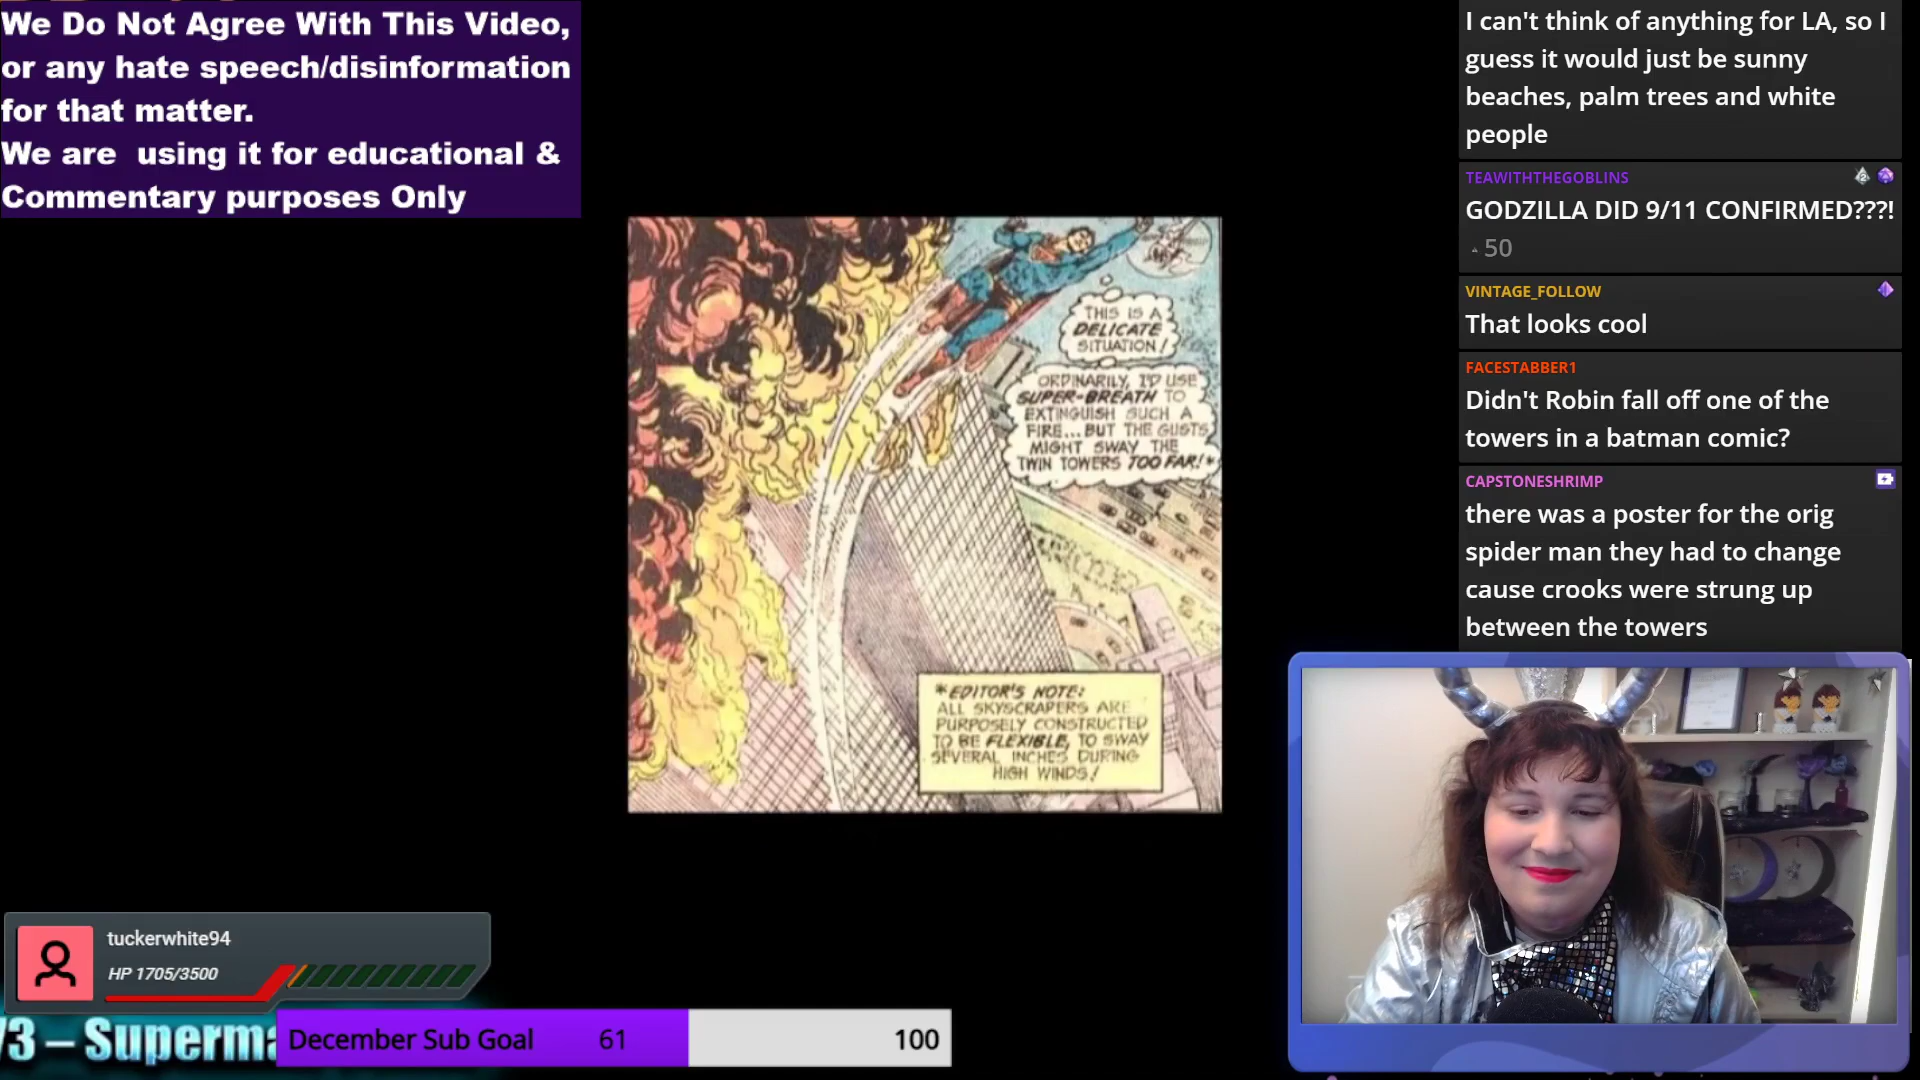 We Do Not Agree With This Video,
or any hate speech/disinformation
for that matter.
We are using it for educational &
Commentary purposes Only
THIS IS A
DELICATE
SITUATION!
ORDINARILY, I'D USE
SUPER-BREATH TO
EXTINGUISH SUCH A
FIRE...BUT THE GUSTS
MIGHT SWAY THE
TWIN TOWERS TOO FAR!*
*EDITOR'S NOTE:
ALL SKYSCRAPERS ARE
PURPOSELY CONSTRUCTED
TO BE FLEXIBLE, TO SWAY
SEVERAL INCHES DURING
HIGH WINDS!
I can't think of anything for LA, so I
guess it would just be sunny
beaches, palm trees and white
people
TEAWITHTHEGOBLINS
GODZILLA DID 9/11 CONFIRMED???!
50
VINTAGE_FOLLOW
That looks cool
FACESTABBER1
Didn't Robin fall off one of the
towers in a batman comic?
CAPSTONESHRIMP
there was a poster for the orig
spider man they had to change
cause crooks were strung up
between the towers
tuckerwhite94
HP 1705/3500
/3 – Superma
December Sub Goal 61 100